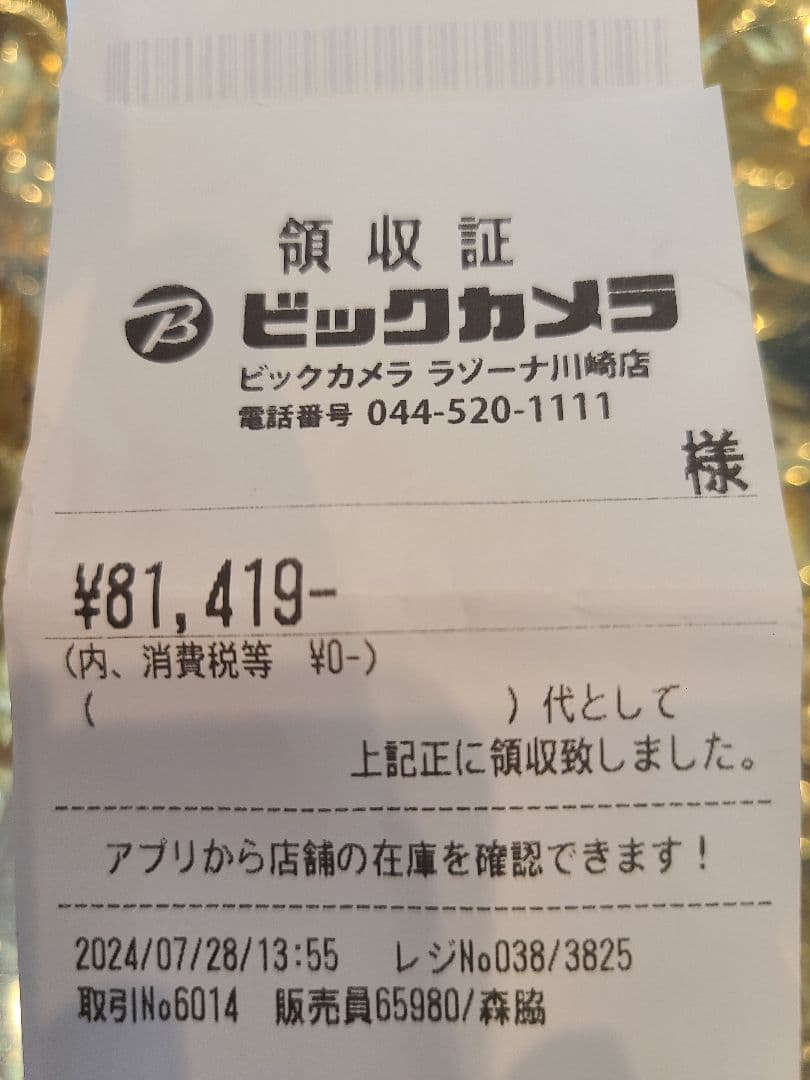 領収証
B ビックカメラ
ビックカメラ ラゾーナ川崎店
電話番号 044-520-1111
様
¥81,419-
(内、消費税等 ¥0-)
( ) 代として
上記正に領収致しました。
アプリから店舗の在庫を確認できます!
2024/07/28/13:55 レジNo038/3825
取引No6014 販売員65980/森脇